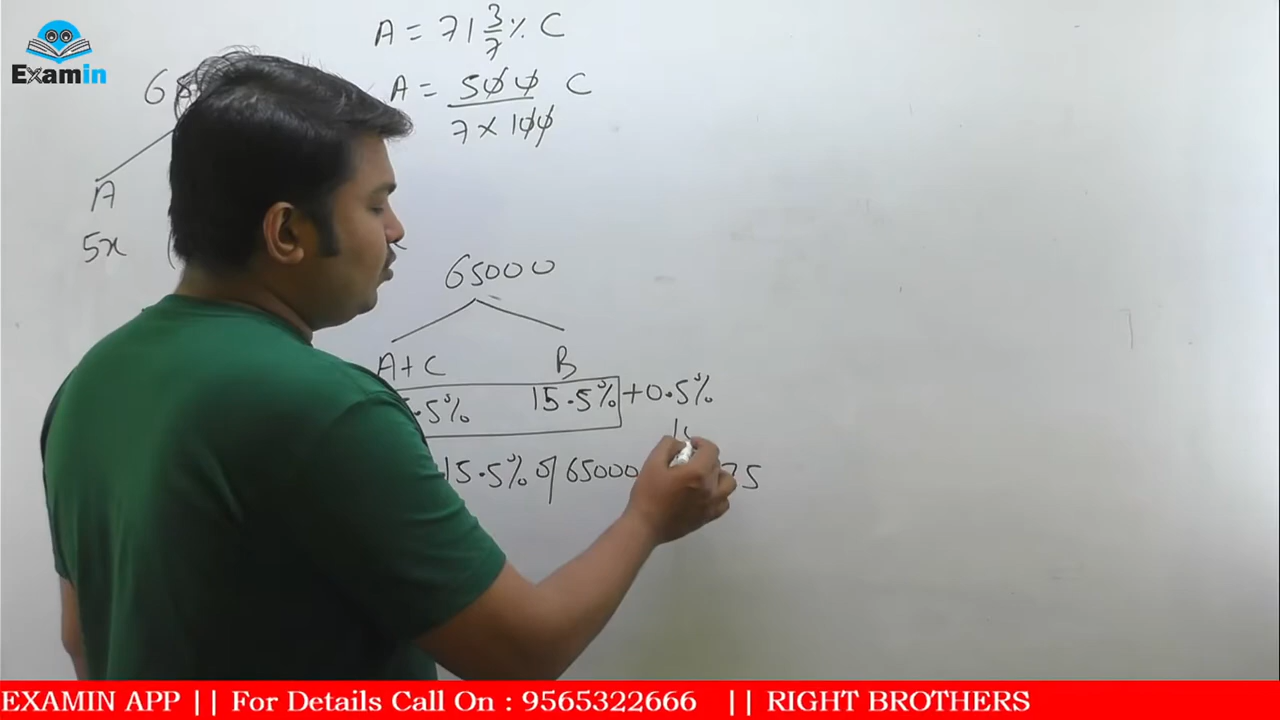 Examin
A = 71 3/7 % C
A = 500/7×100 C
A
5x
65000
A+C B
.5% 15.5% +0.5%
15.5% of 65000
75
EXAMIN APP || For Details Call On : 9565322666 || RIGHT BROTHERS